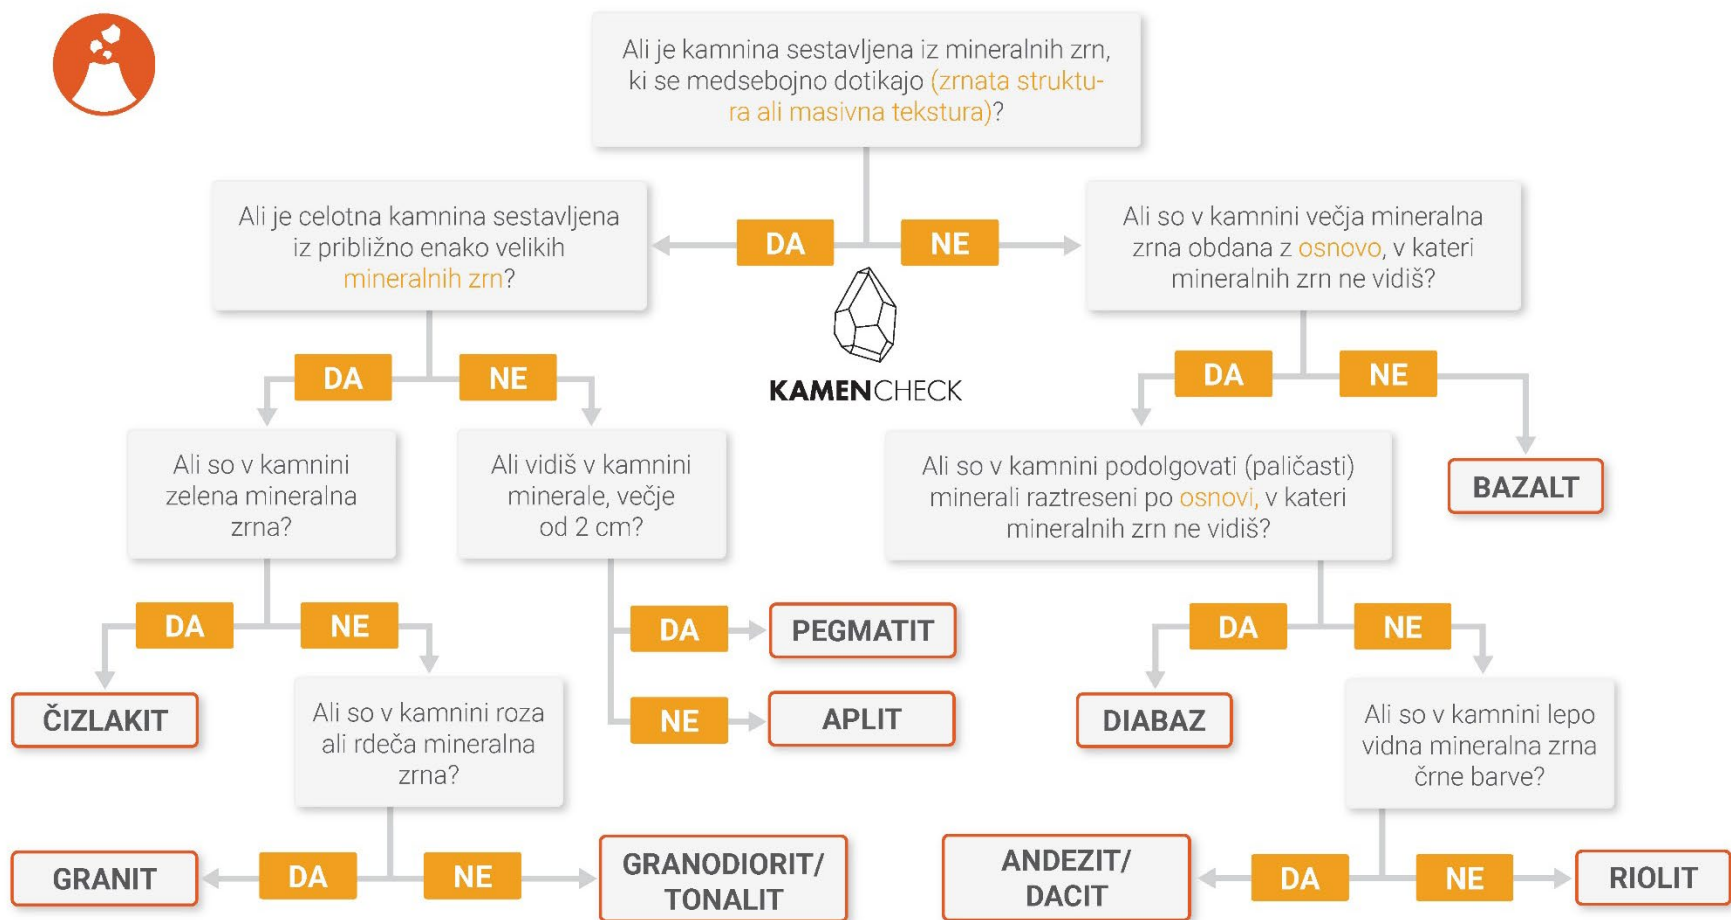 Ali je kamnina sestavljena iz mineralnih zrn,
ki se medsebojno dotikajo (zrnata struktu-
ra ali masivna tekstura)?
DA
NE
Ali je celotna kamnina sestavljena
iz približno enako velikih
mineralnih zrn?
Ali so v kamnini večja mineralna
zrna obdana z osnovo, v kateri
mineralnih zrn ne vidiš?
KAMENCHECK
DA
NE
DA
NE
Ali so v kamnini
zelena mineralna
zrna?
Ali vidiš v kamnini
minerale, večje
od 2 cm?
Ali so v kamnini podolgovati (paličasti)
minerali raztreseni po osnovi, v kateri
mineralnih zrn ne vidiš?
BAZALT
DA
NE
DA
PEGMATIT
NE
APLIT
DA
NE
ČIZLAKIT
Ali so v kamnini roza
ali rdeča mineralna
zrna?
DIABAZ
Ali so v kamnini lepo
vidna mineralna zrna
črne barve?
GRANIT
DA
NE
GRANODIORIT/
TONALIT
ANDEZIT/
DACIT
DA
NE
RIOLIT